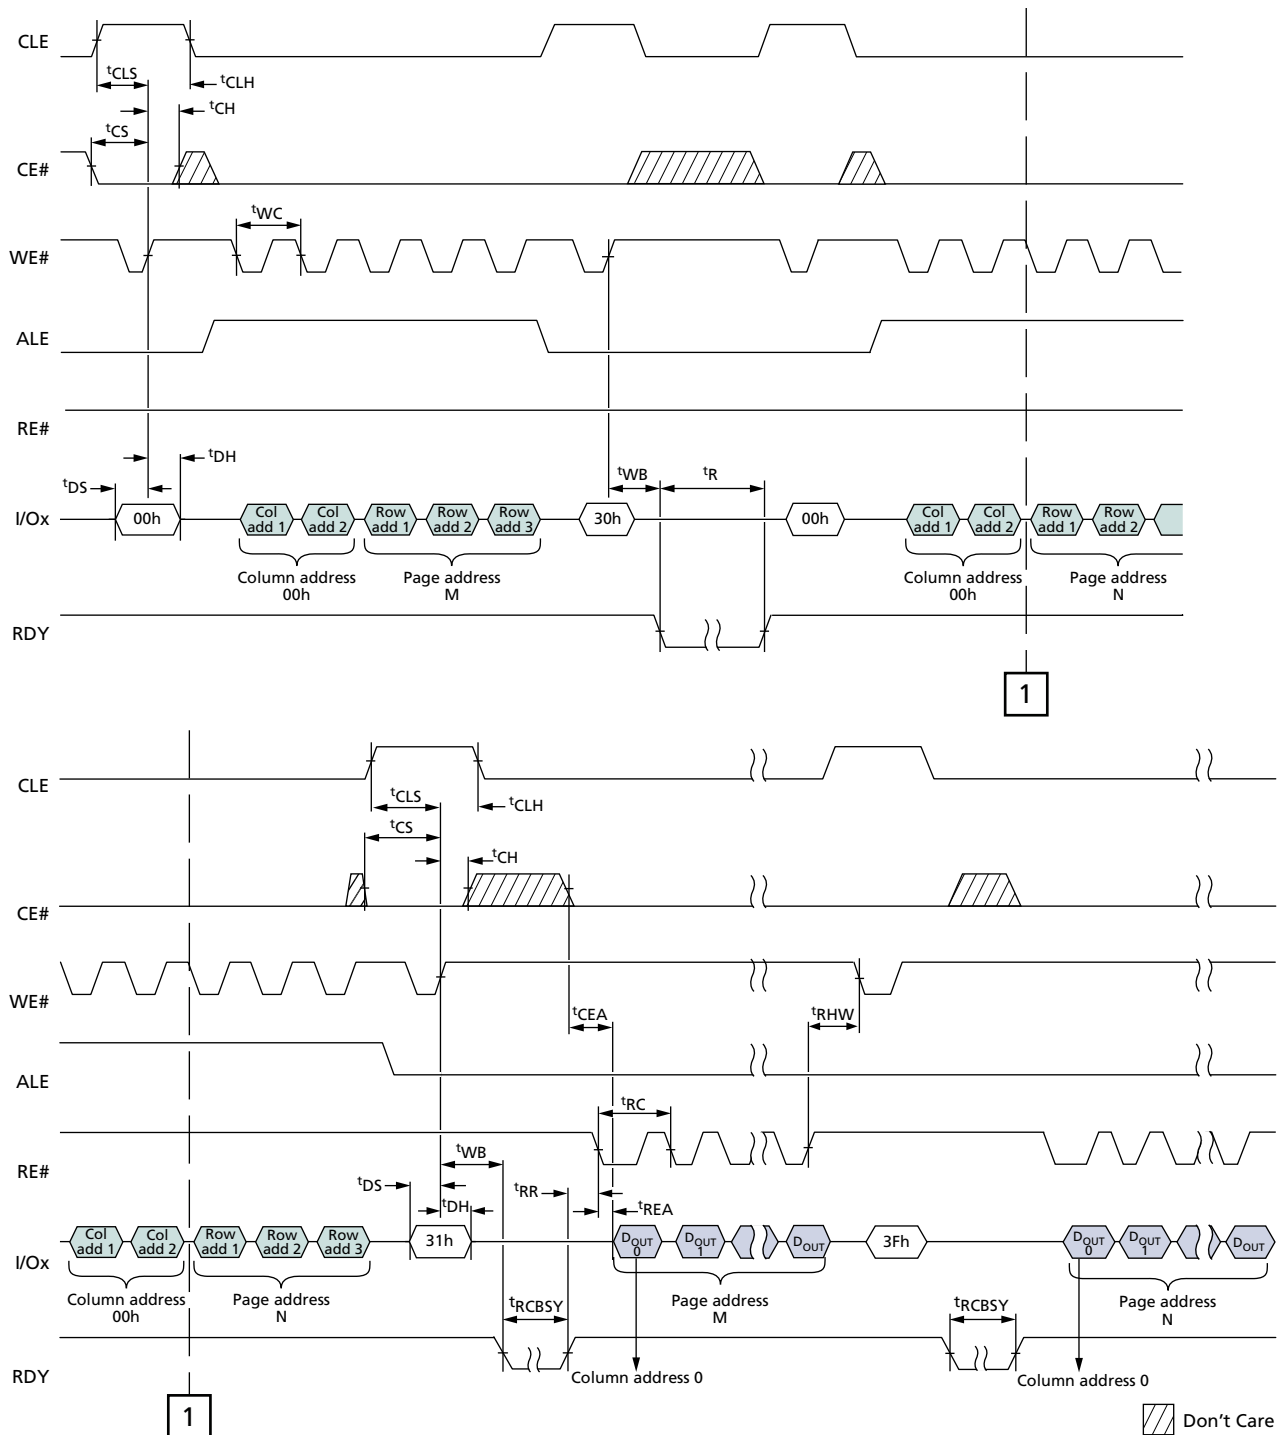 CLE
tCLS
tCLH
tCH
tCS
CE#
tWC
WE#
ALE
RE#
tDH
tDS
tWB
tR
I/Ox
00h
Col add 1
Col add 2
Row add 1
Row add 2
Row add 3
30h
00h
Col add 1
Col add 2
Row add 1
Row add 2
Column address
00h
Page address
M
Column address
00h
Page address
N
RDY
1
CLE
tCLS
tCLH
tCS
tCH
CE#
WE#
tCEA
tRHW
ALE
tRC
RE#
tWB
tDS
tRR
tDH
tREA
I/Ox
Col add 1
Col add 2
Row add 1
Row add 2
Row add 3
31h
DOUT 0
DOUT 1
DOUT
3Fh
DOUT 0
DOUT 1
DOUT
Column address
00h
Page address
N
tRCBSY
Page address
M
tRCBSY
Page address
N
RDY
Column address 0
Column address 0
1
Don't Care